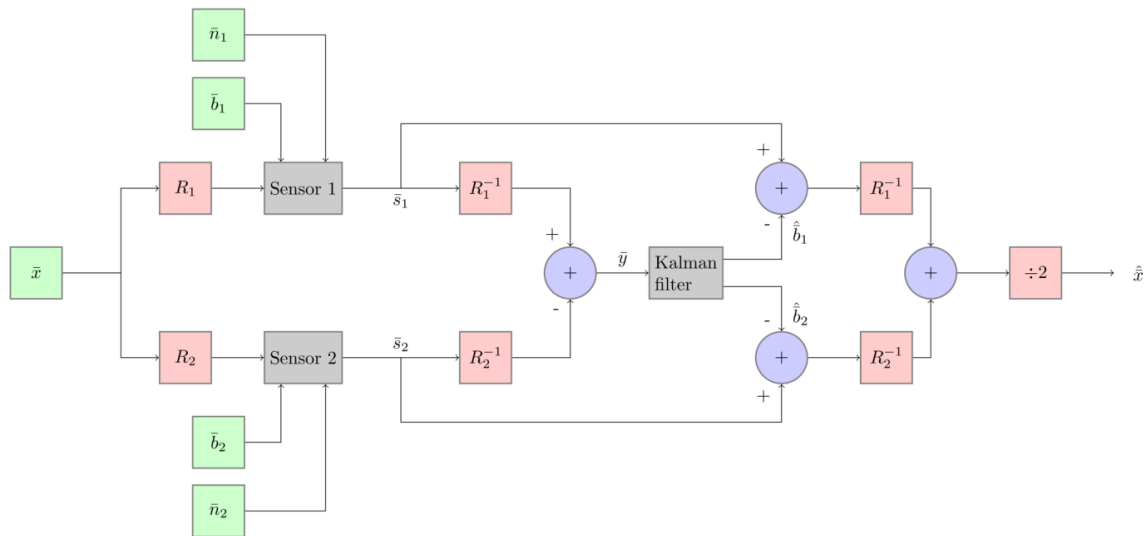 n̄₁
b̄₁
R₁
Sensor 1
s̄₁
R₁⁻¹
+
+
-
b̄̂₁
R₁⁻¹
x̄
+
+
-
ȳ
Kalman
filter
+
÷2
x̄̂
R₂
Sensor 2
s̄₂
R₂⁻¹
-
b̄̂₂
+
+
R₂⁻¹
b̄₂
n̄₂